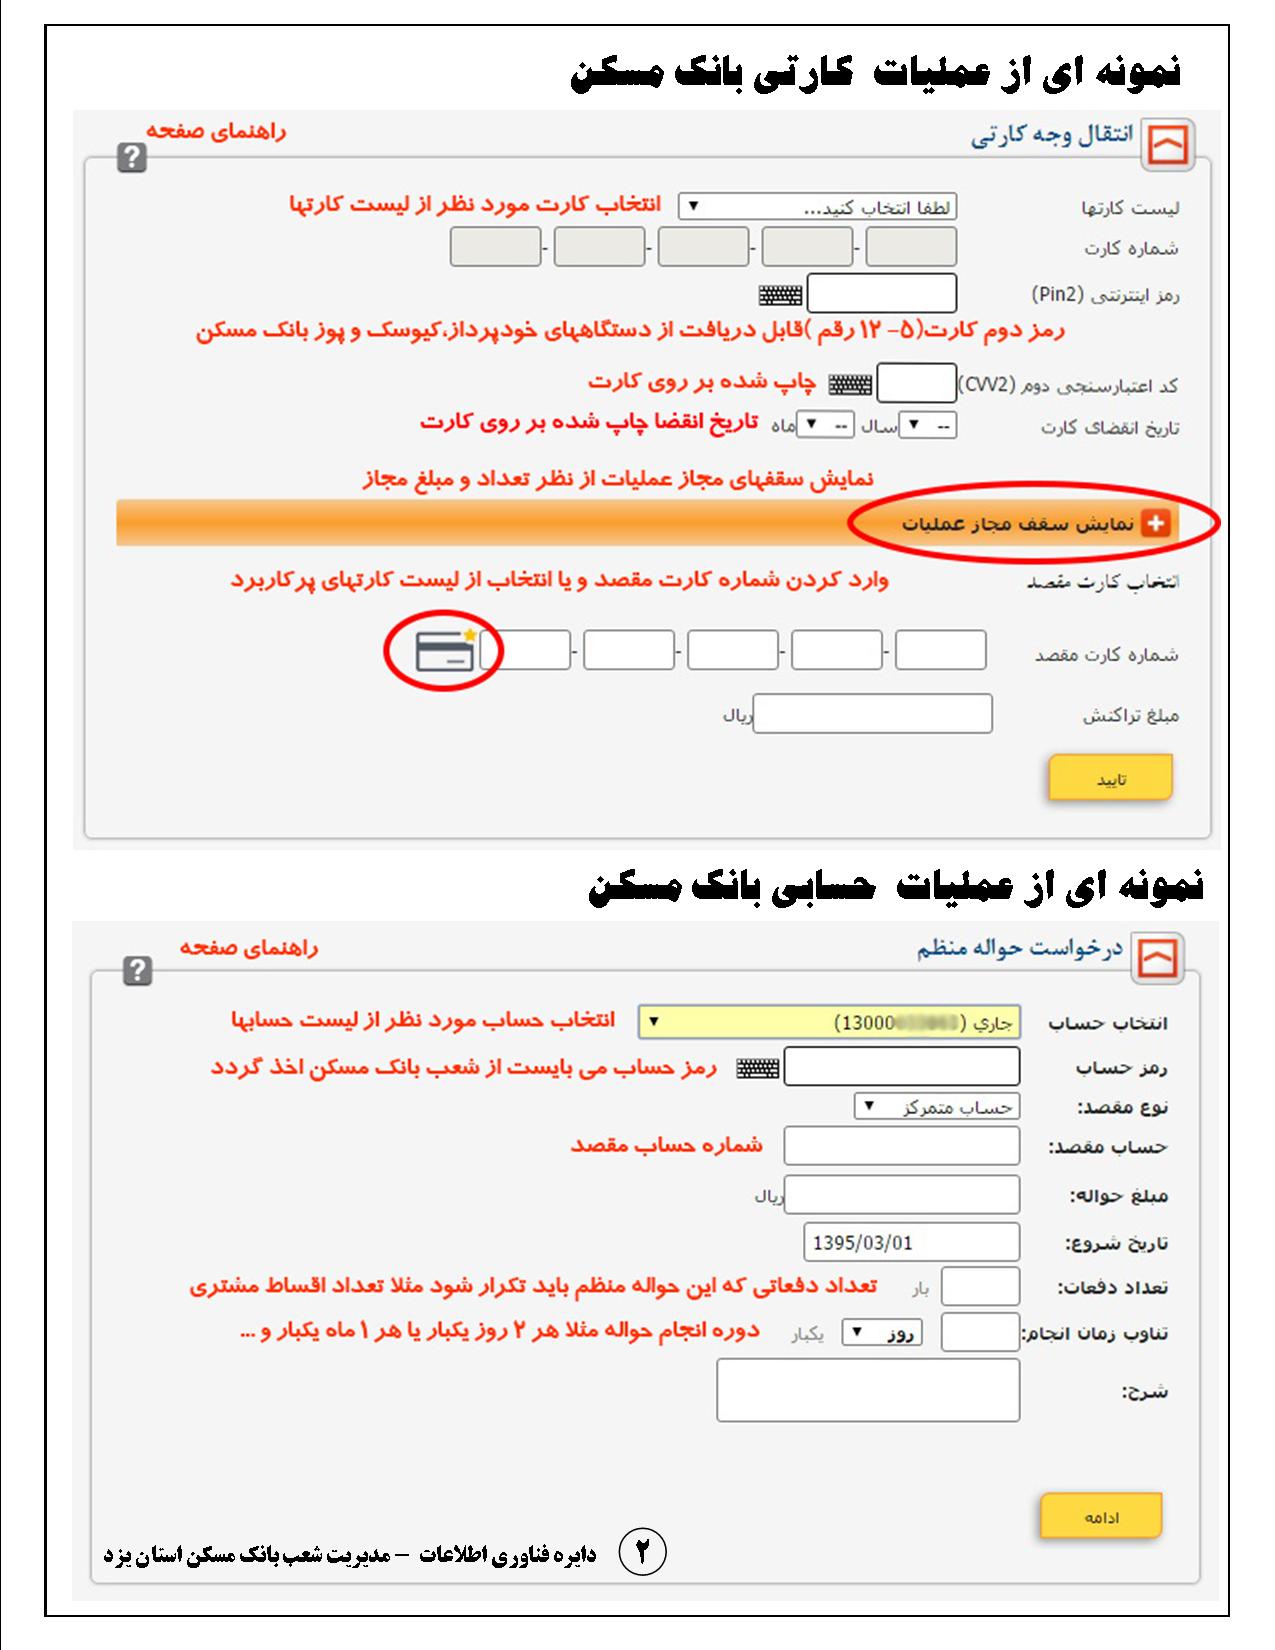 نمونه ای از عملیات کارتی بانک مسکن
انتقال وجه کارتی
راهنمای صفحه
?
لیست کارتها
لطفا انتخاب کنید...
انتخاب کارت مورد نظر از لیست کارتها
شماره کارت
- - - -
رمز اینترنتی (Pin2)
رمز دوم کارت(۵- ۱۲ رقم )قابل دریافت از دستگاههای خودپرداز،کیوسک و پوز بانک مسکن
کد اعتبارسنجی دوم (CVV2)
چاپ شده بر روی کارت
تاریخ انقضای کارت -- سال -- ماه
تاریخ انقضا چاپ شده بر روی کارت
نمایش سقفهای مجاز عملیات از نظر تعداد و مبلغ مجاز
نمایش سقف مجاز عملیات
انتخاب کارت مقصد
وارد کردن شماره کارت مقصد و یا انتخاب از لیست کارتهای پرکاربرد
شماره کارت مقصد
- - - -
مبلغ تراکنش ریال
تایید
نمونه ای از عملیات حسابی بانک مسکن
درخواست حواله منظم
راهنمای صفحه
?
انتخاب حساب
جاري (13000
انتخاب حساب مورد نظر از لیست حسابها
رمز حساب
رمز حساب می بایست از شعب بانک مسکن اخذ گردد
نوع مقصد: حساب متمرکز
حساب مقصد:
شماره حساب مقصد
مبلغ حواله: ریال
تاریخ شروع: 1395/03/01
تعداد دفعات: بار
تعداد دفعاتی که این حواله منظم باید تکرار شود مثلا تعداد اقساط مشتری
تناوب زمان انجام: روز یکبار
دوره انجام حواله مثلا هر ۲ روز یکبار یا هر ۱ ماه یکبار و ...
شرح:
ادامه
۲
دایره فناوری اطلاعات – مدیریت شعب بانک مسکن استان یزد